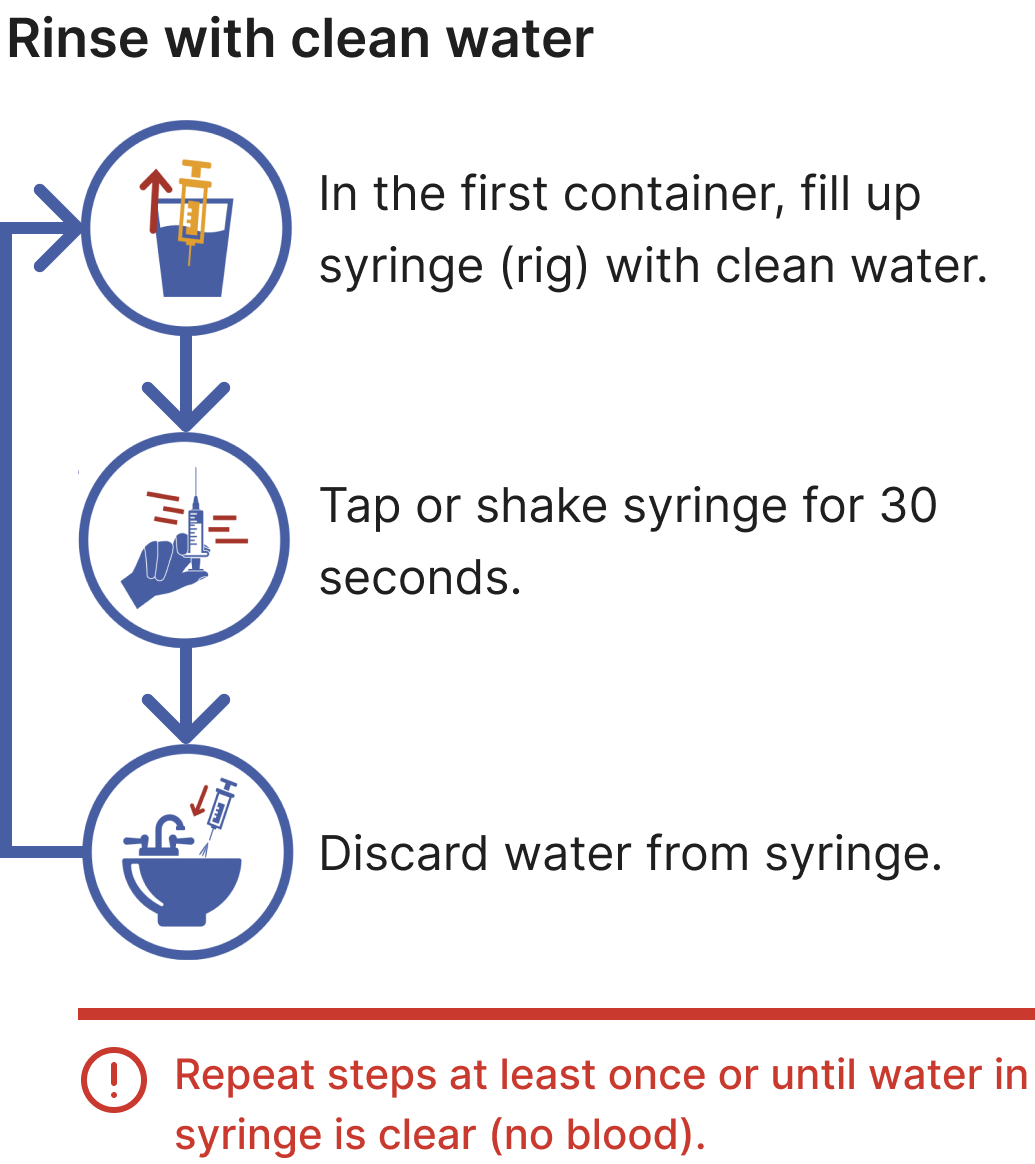 Rinse with clean water
In the first container, fill up
syringe (rig) with clean water.
Tap or shake syringe for 30
seconds.
Discard water from syringe.
Repeat steps at least once or until water in
syringe is clear (no blood).